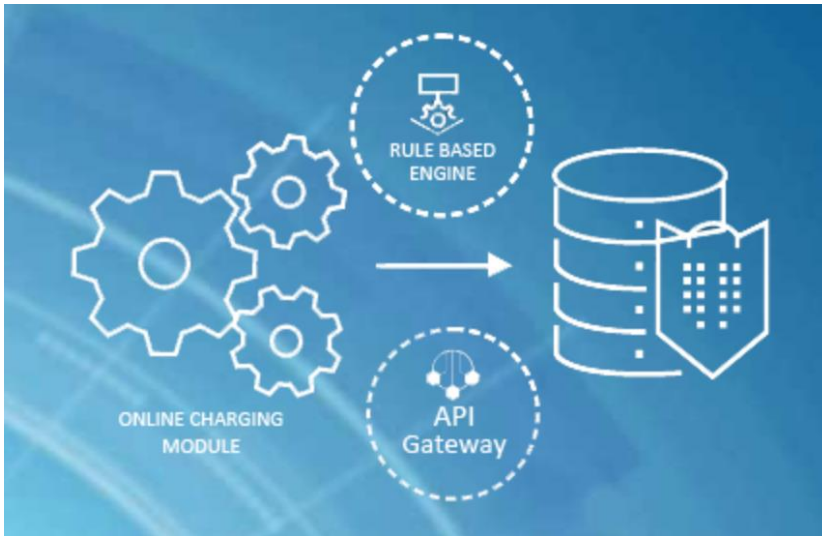 RULE BASED
ENGINE
ONLINE CHARGING
MODULE
API
Gateway